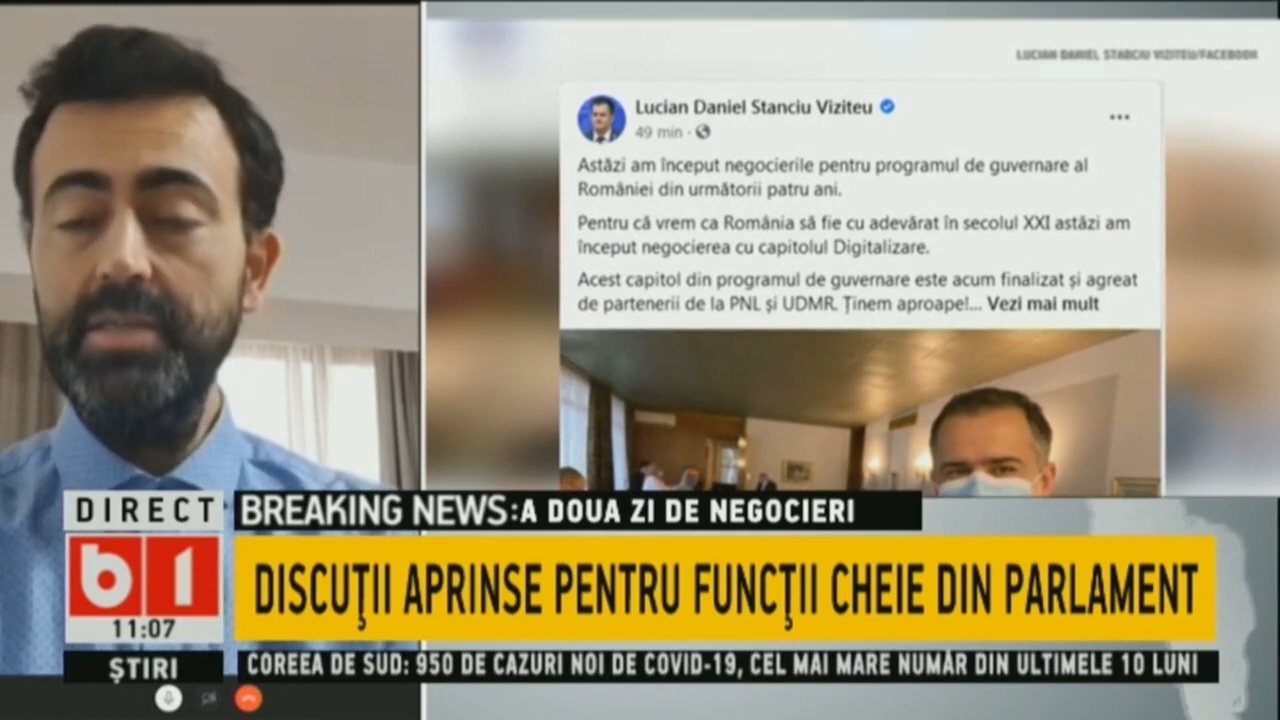 LUCIAN DANIEL STANCIU VIZITEU/FACEBOOK
Lucian Daniel Stanciu Viziteu
49 min ·
Astăzi am început negocierile pentru programul de guvernare al
României din următorii patru ani.
Pentru că vrem ca România să fie cu adevărat în secolul XXI astăzi am
început negocierea cu capitolul Digitalizare.
Acest capitol din programul de guvernare este acum finalizat și agreat
de partenerii de la PNL și UDMR. Ținem aproape!... Vezi mai mult
DIRECT
BREAKING NEWS:A DOUA ZI DE NEGOCIERI
b1
DISCUŢII APRINSE PENTRU FUNCŢII CHEIE DIN PARLAMENT
11:07
ŞTIRI
COREEA DE SUD: 950 DE CAZURI NOI DE COVID-19, CEL MAI MARE NUMĂR DIN ULTIMELE 10 LUNI